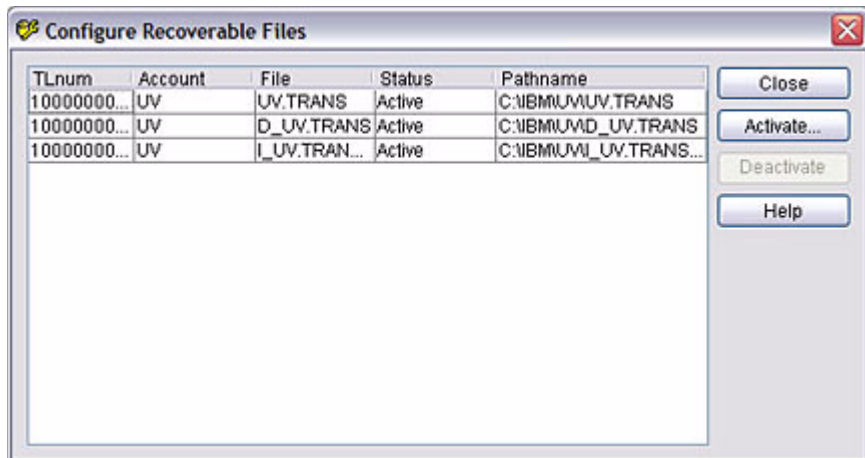 Configure Recoverable Files
TLnum Account File Status Pathname
10000000... UV UV.TRANS Active C:\IBM\UV\UV.TRANS
10000000... UV D_UV.TRANS Active C:\IBM\UV\D_UV.TRANS
10000000... UV I_UV.TRAN... Active C:\IBM\UV\I_UV.TRANS...
Close
Activate...
Deactivate
Help